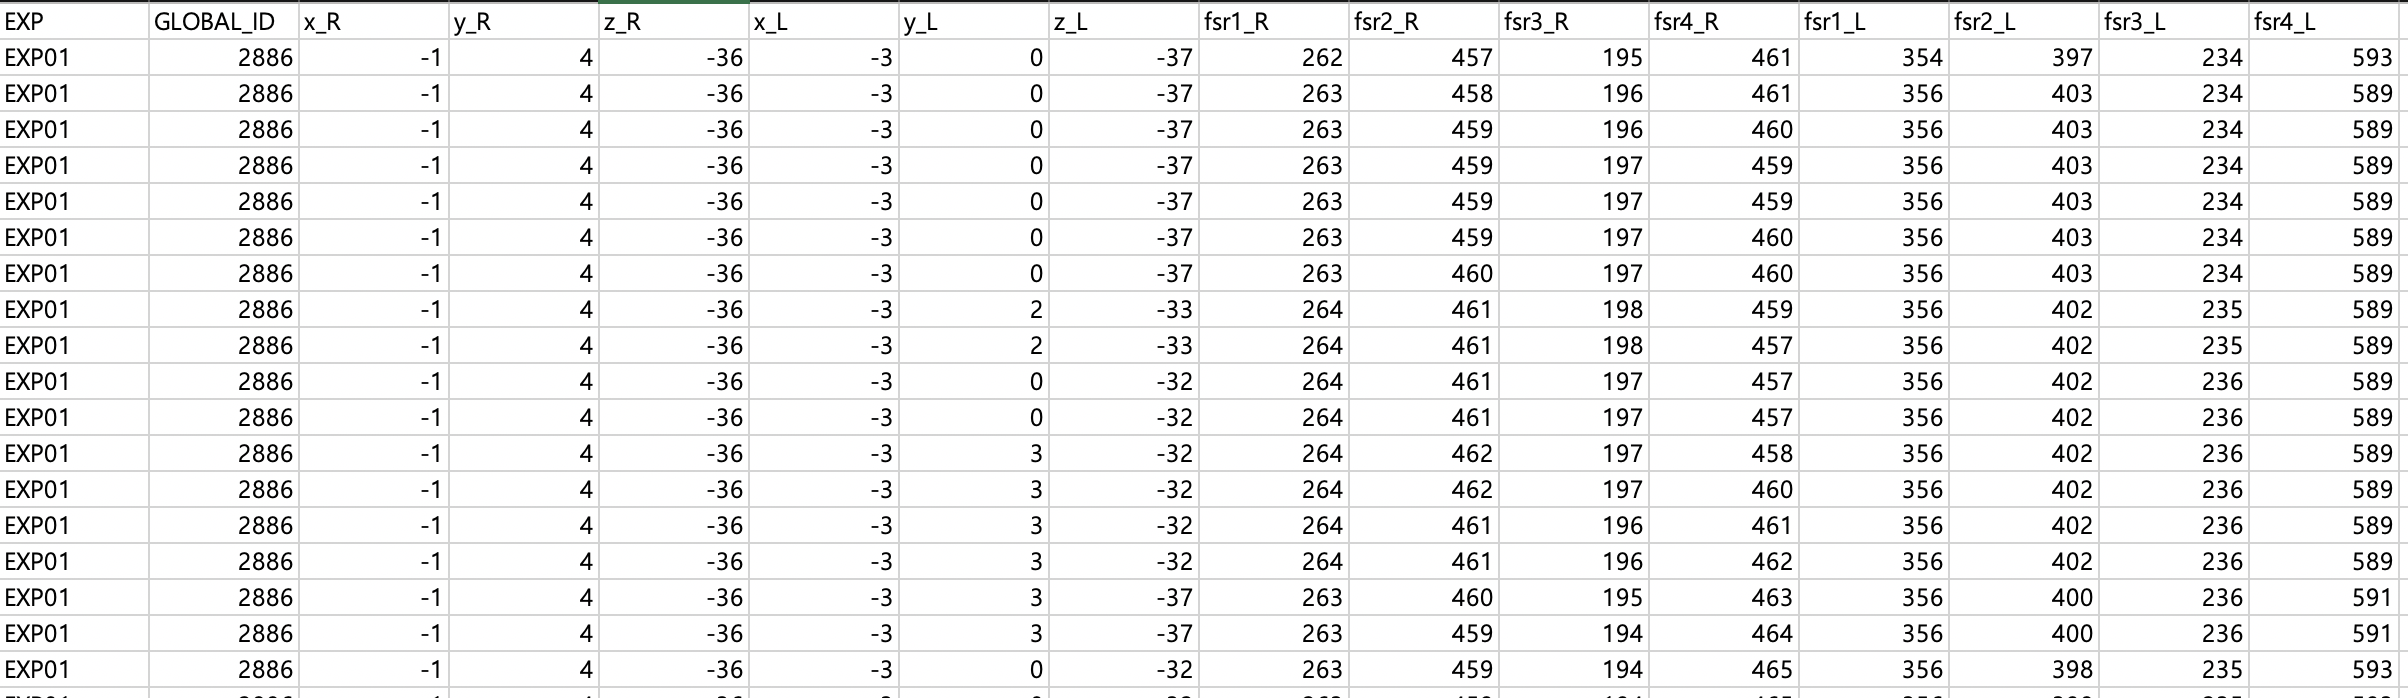 EXP GLOBAL_ID x_R y_R z_R x_L y_L z_L fsr1_R fsr2_R fsr3_R fsr4_R fsr1_L fsr2_L fsr3_L fsr4_L
EXP01 2886 -1 4 -36 -3 0 -37 262 457 195 461 354 397 234 593
EXP01 2886 -1 4 -36 -3 0 -37 263 458 196 461 356 403 234 589
EXP01 2886 -1 4 -36 -3 0 -37 263 459 196 460 356 403 234 589
EXP01 2886 -1 4 -36 -3 0 -37 263 459 197 459 356 403 234 589
EXP01 2886 -1 4 -36 -3 0 -37 263 459 197 459 356 403 234 589
EXP01 2886 -1 4 -36 -3 0 -37 263 459 197 460 356 403 234 589
EXP01 2886 -1 4 -36 -3 0 -37 263 460 197 460 356 403 234 589
EXP01 2886 -1 4 -36 -3 2 -33 264 461 198 459 356 402 235 589
EXP01 2886 -1 4 -36 -3 2 -33 264 461 198 457 356 402 235 589
EXP01 2886 -1 4 -36 -3 0 -32 264 461 197 457 356 402 236 589
EXP01 2886 -1 4 -36 -3 0 -32 264 461 197 457 356 402 236 589
EXP01 2886 -1 4 -36 -3 3 -32 264 462 197 458 356 402 236 589
EXP01 2886 -1 4 -36 -3 3 -32 264 462 197 460 356 402 236 589
EXP01 2886 -1 4 -36 -3 3 -32 264 461 196 461 356 402 236 589
EXP01 2886 -1 4 -36 -3 3 -32 264 461 196 462 356 402 236 589
EXP01 2886 -1 4 -36 -3 3 -37 263 460 195 463 356 400 236 591
EXP01 2886 -1 4 -36 -3 3 -37 263 459 194 464 356 400 236 591
EXP01 2886 -1 4 -36 -3 0 -32 263 459 194 465 356 398 235 593